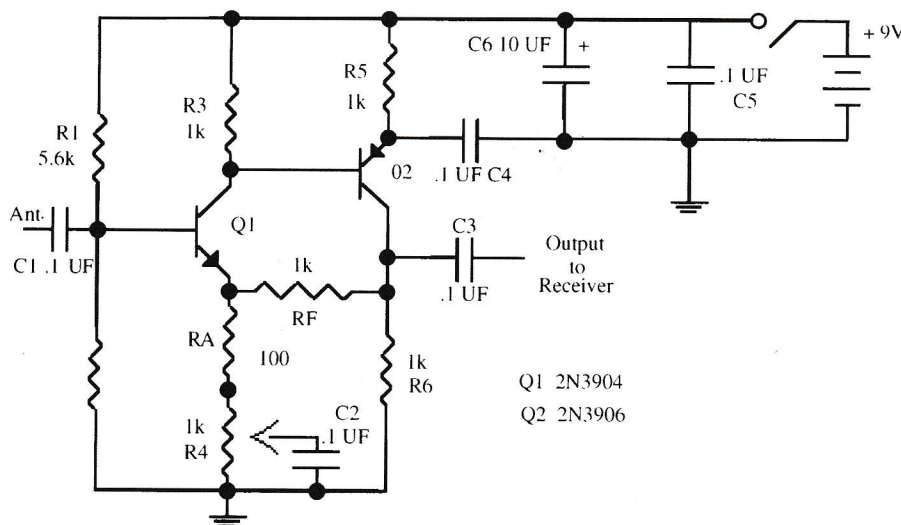 C6 10 UF
+
+ 9V
R5
1k
R3
1k
.1 UF
C5
R1
5.6k
02
.1 UF C4
Ant.
Q1
C3
Output
to
Receiver
C1 .1 UF
1k
.1 UF
RF
RA
100
1k
R6
Q1 2N3904
C2
1k
.1 UF
Q2 2N3906
R4